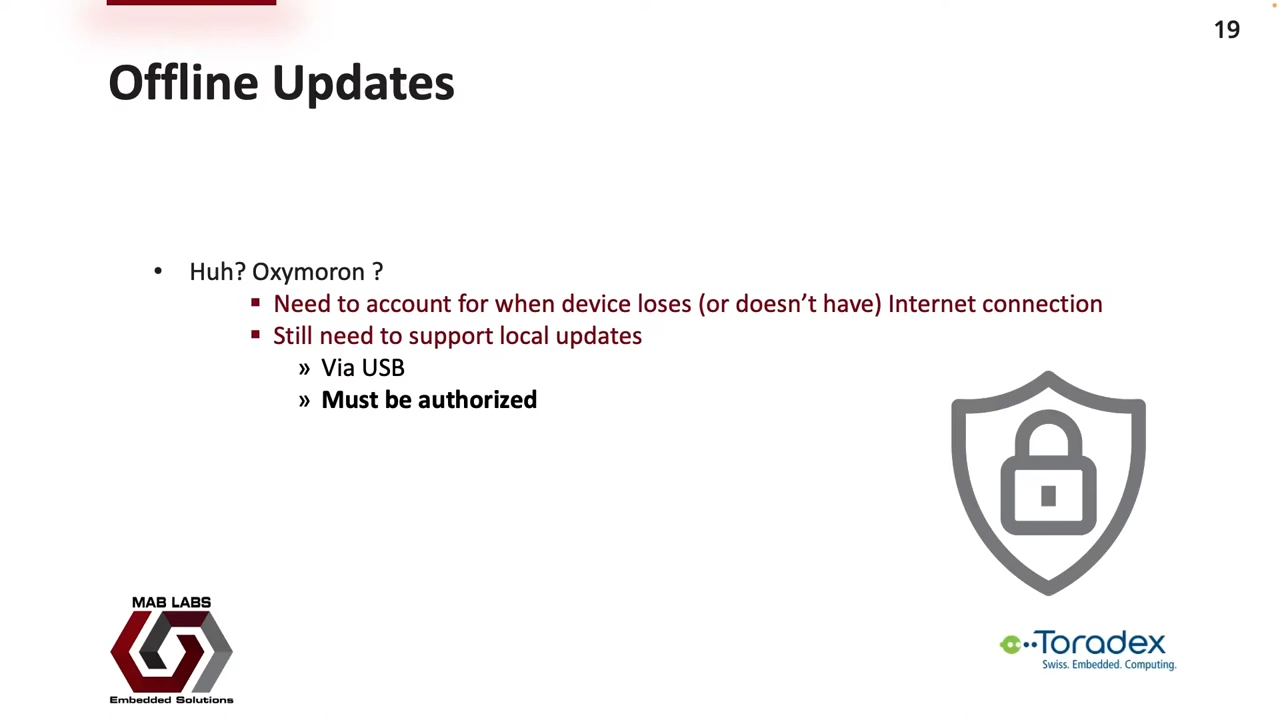 19
Offline Updates
• Huh? Oxymoron ?
▪ Need to account for when device loses (or doesn’t have) Internet connection
▪ Still need to support local updates
» Via USB
» Must be authorized
MAB LABS
Embedded Solutions
Toradex
Swiss. Embedded. Computing.